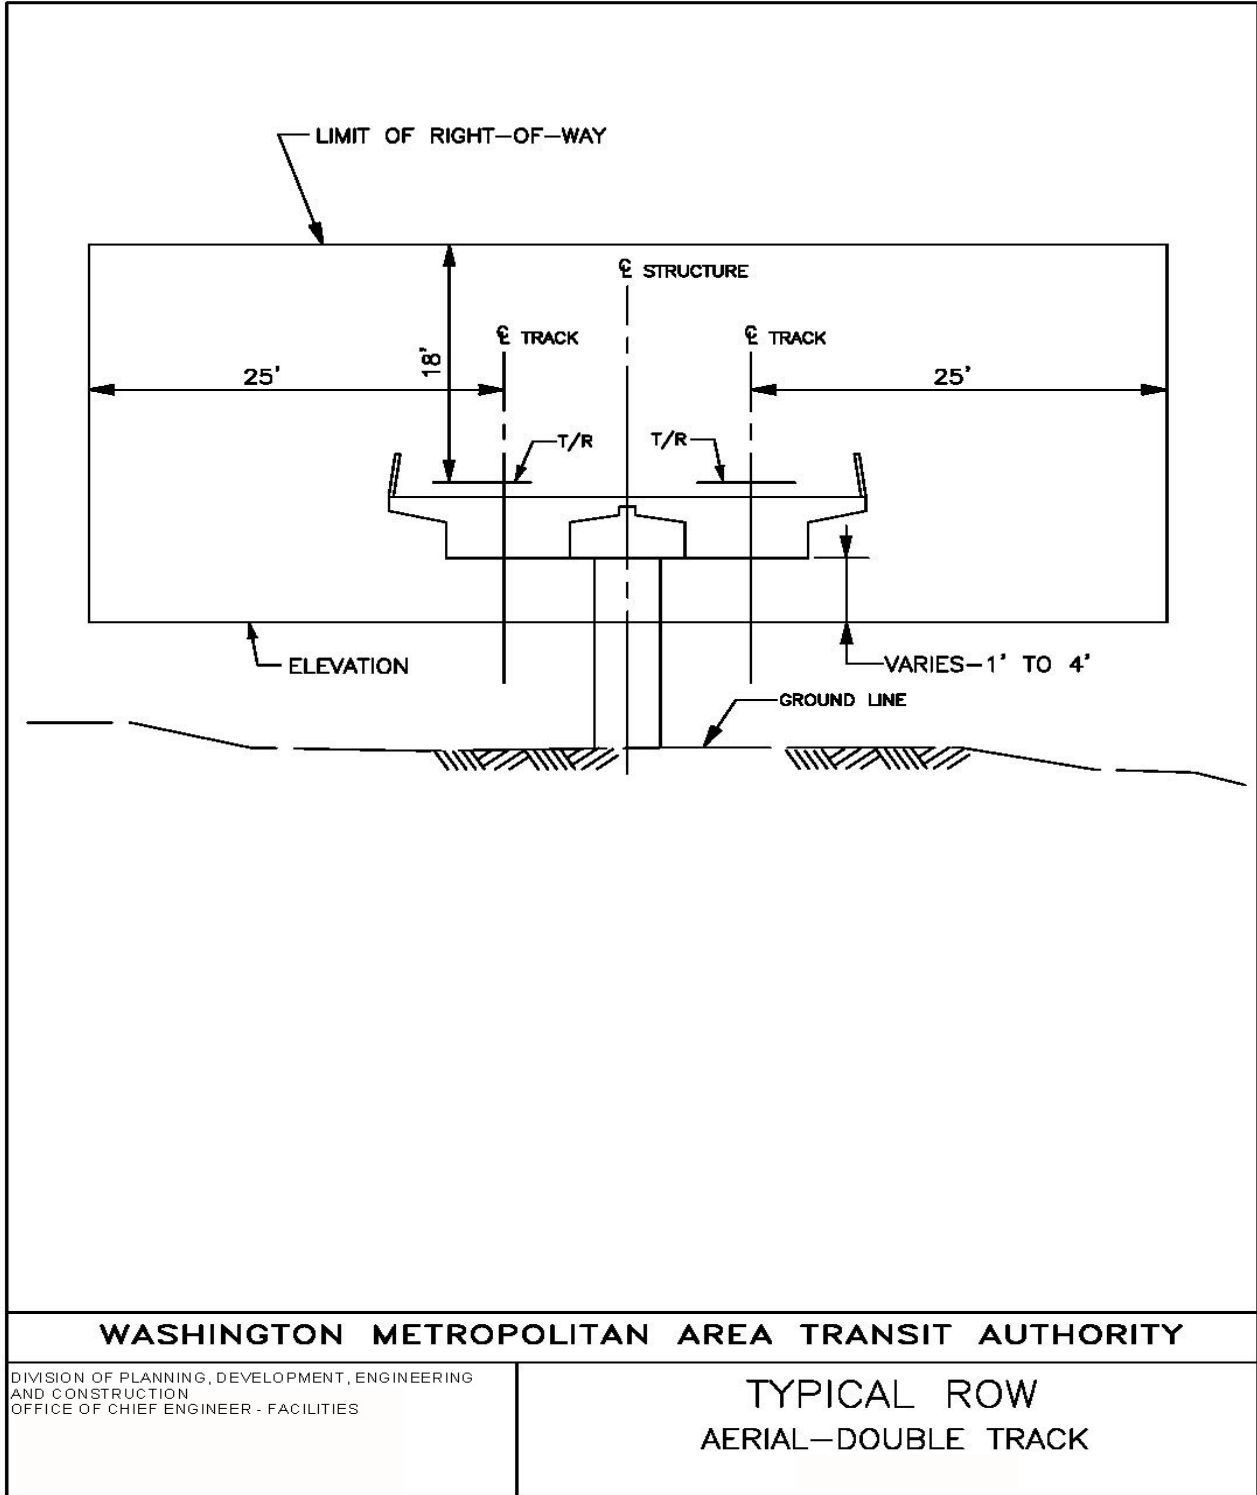 LIMIT OF RIGHT-OF-WAY
℄ STRUCTURE
℄ TRACK
℄ TRACK
25'
18'
25'
T/R
T/R
ELEVATION
VARIES-1' TO 4'
GROUND LINE
WASHINGTON METROPOLITAN AREA TRANSIT AUTHORITY
DIVISION OF PLANNING, DEVELOPMENT, ENGINEERING
AND CONSTRUCTION
OFFICE OF CHIEF ENGINEER - FACILITIES
TYPICAL ROW
AERIAL-DOUBLE TRACK